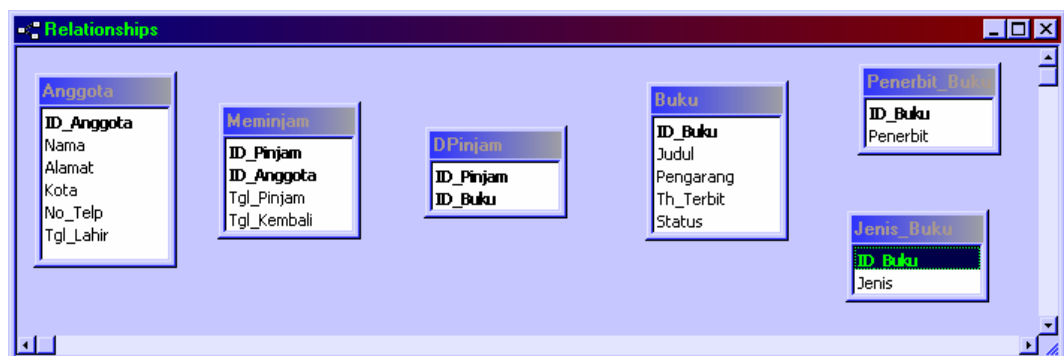 Relationships
Anggota
ID_Anggota
Nama
Alamat
Kota
No_Telp
Tgl_Lahir
Meminjam
ID_Pinjam
ID_Anggota
Tgl_Pinjam
Tgl_Kembali
DPinjam
ID_Pinjam
ID_Buku
Buku
ID_Buku
Judul
Pengarang
Th_Terbit
Status
Penerbit_Buku
ID_Buku
Penerbit
Jenis_Buku
ID_Buku
Jenis